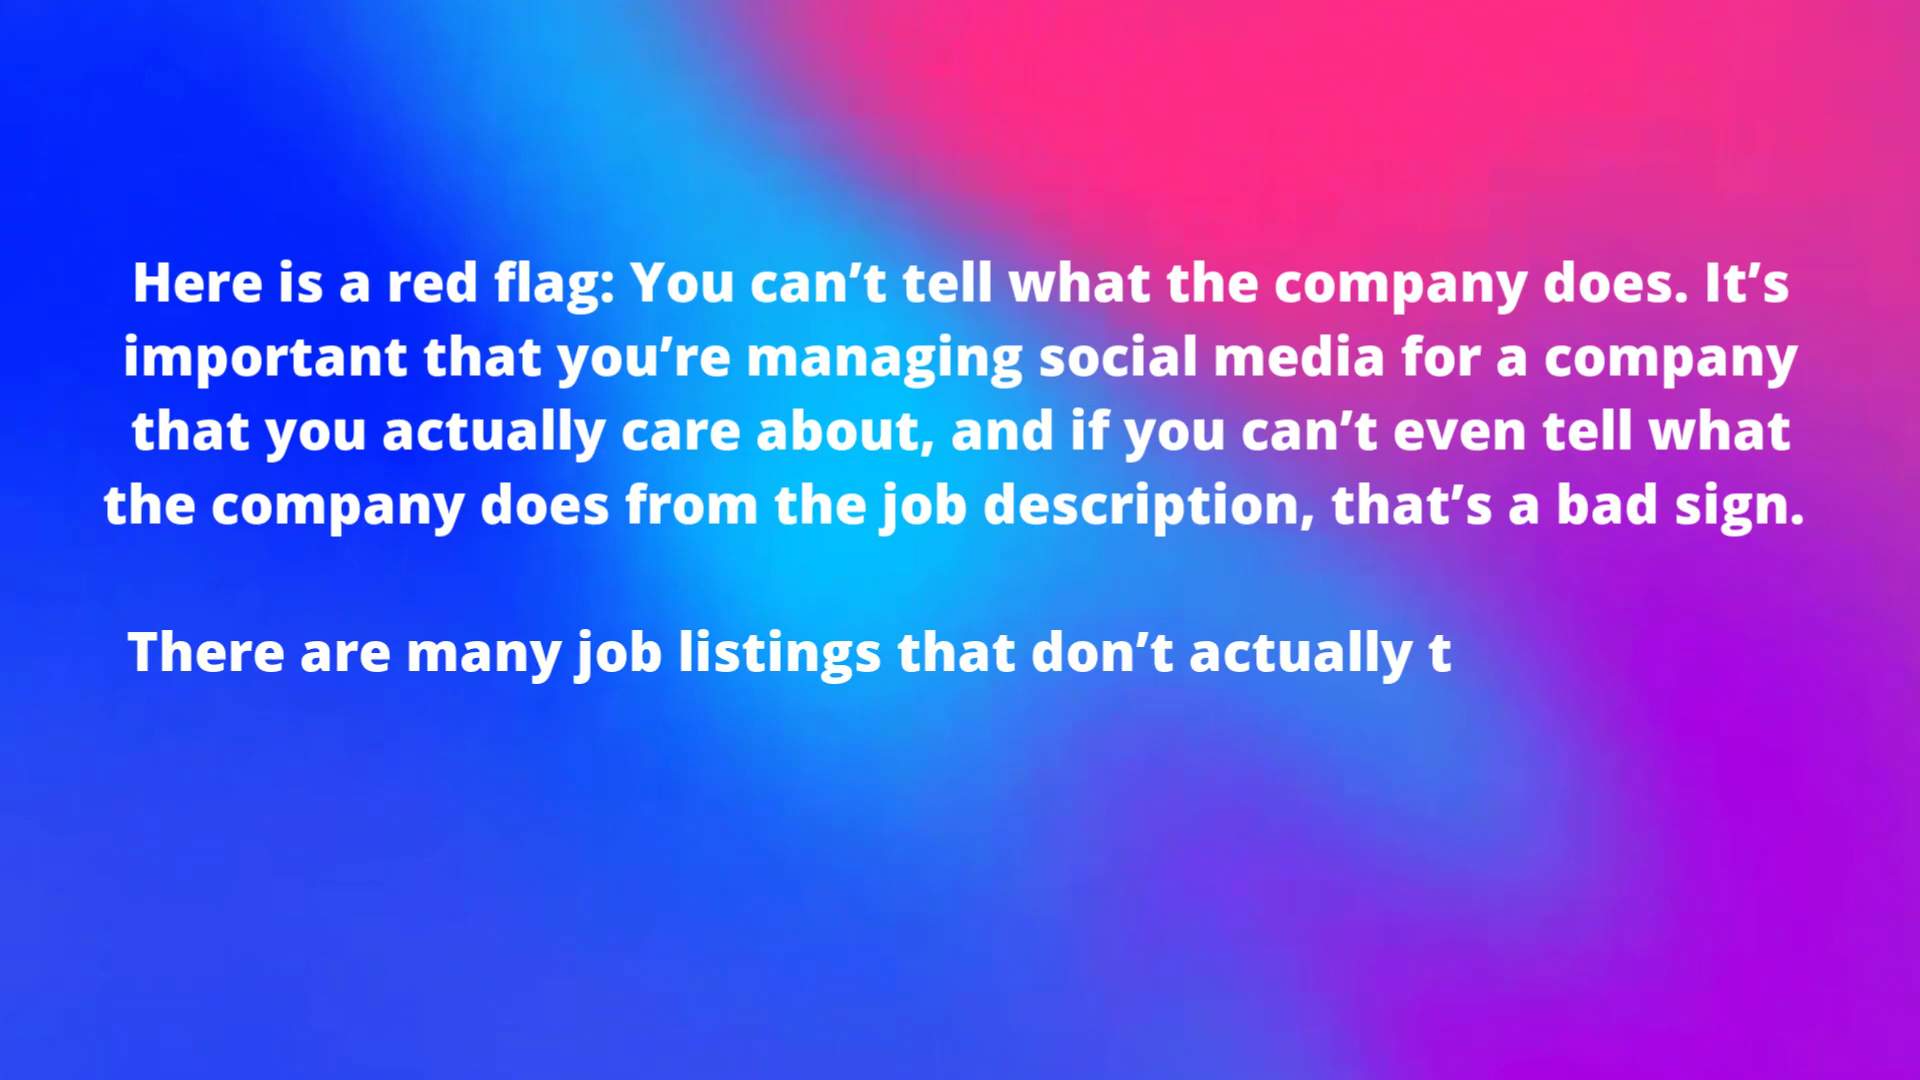 Here is a red flag: You can’t tell what the company does. It’s
important that you’re managing social media for a company
that you actually care about, and if you can’t even tell what
the company does from the job description, that’s a bad sign.
There are many job listings that don’t actually t